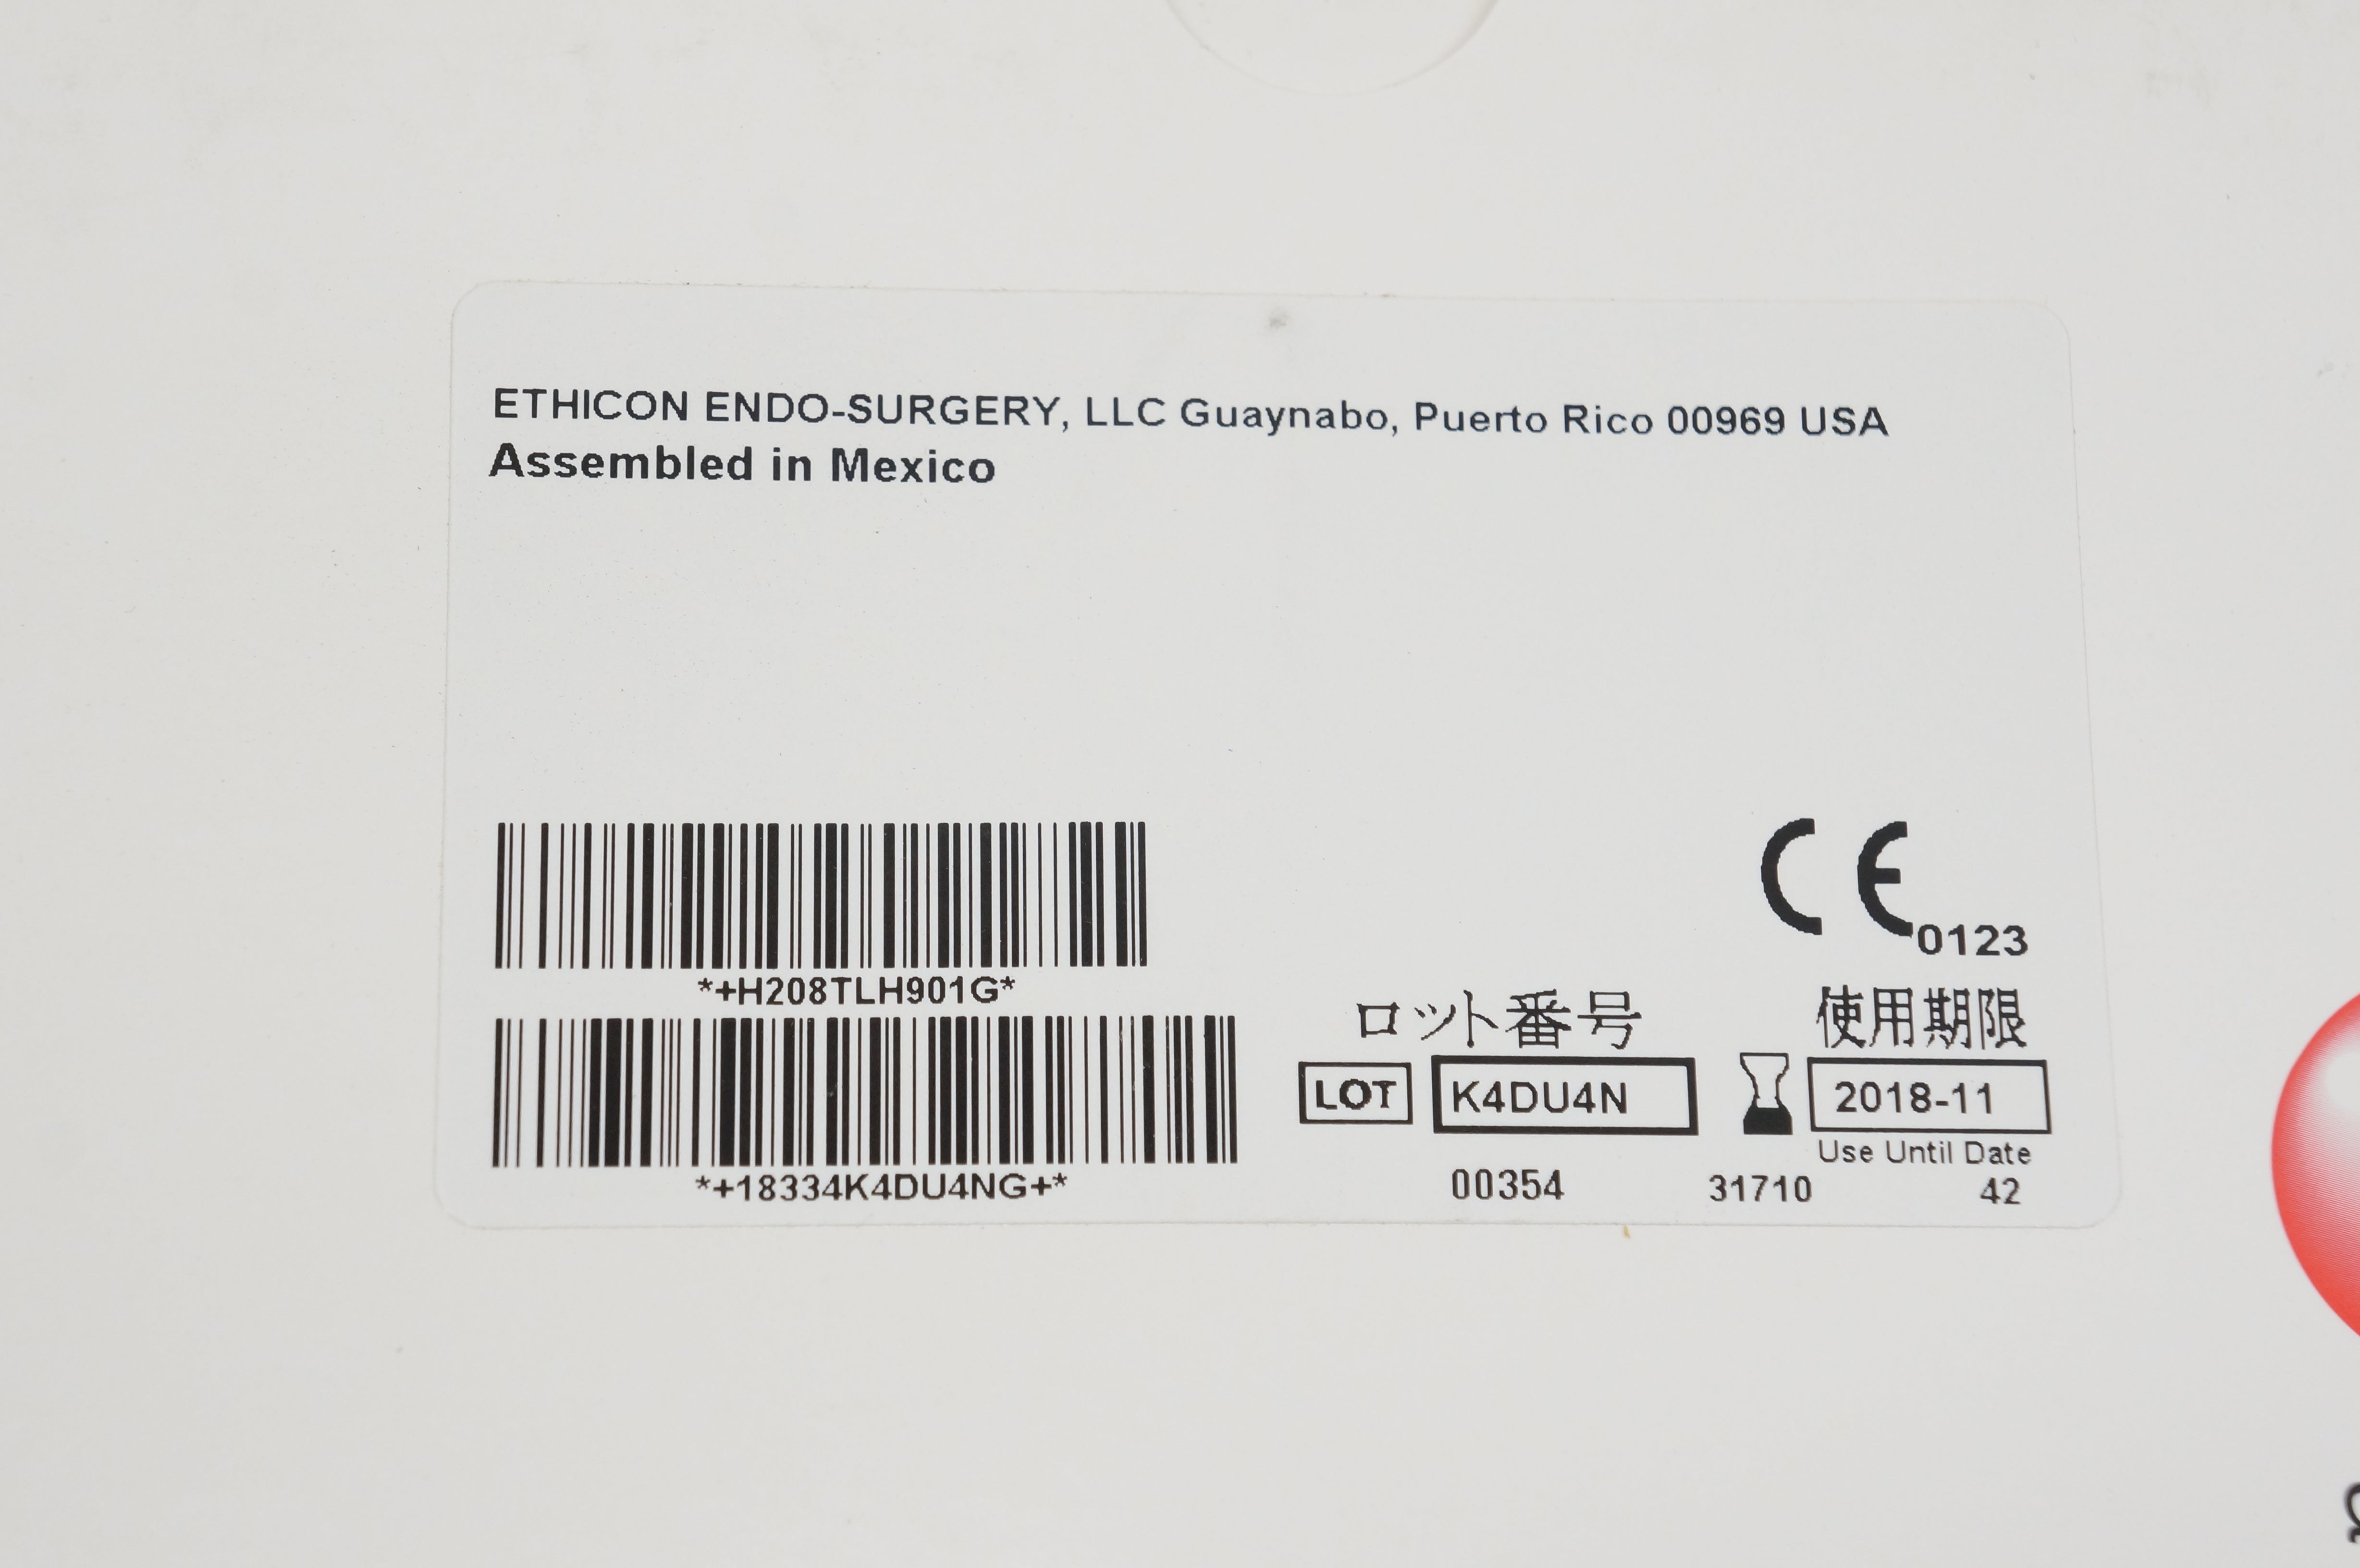 ETHICON ENDO-SURGERY, LLC Guaynabo, Puerto Rico 00969 USA
Assembled in Mexico
*+H208TLH901G*
*+18334K4DU4NG+*
CE 0123
ロット番号
使用期限
LOT K4DU4N
2018-11
Use Until Date
00354 31710 42